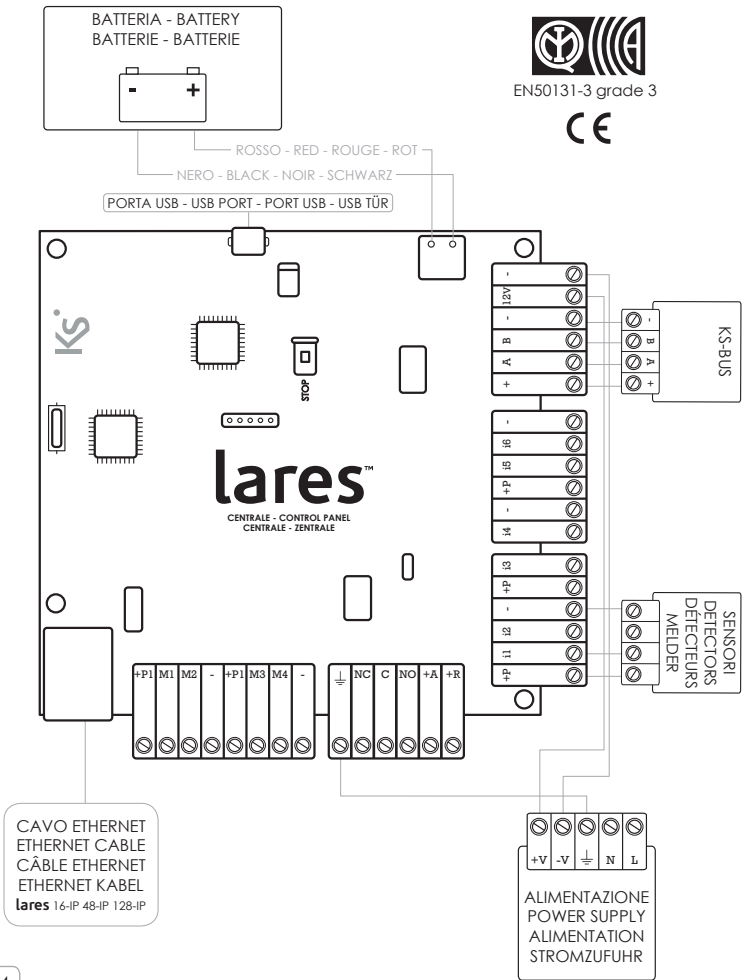 BATTERIA - BATTERY
BATTERIE - BATTERIE
- +
EN50131-3 grade 3
CE
ROSSO - RED - ROUGE - ROT
NERO - BLACK - NOIR - SCHWARZ
PORTA USB - USB PORT - PORT USB - USB TÜR
Ks
STOP
lares™
CENTRALE - CONTROL PANEL
CENTRALE - ZENTRALE
-
12V
-
B
A
+
-
B
A
+
KS-BUS
-
i6
i5
+P
-
i4
i3
+P
-
i2
i1
+P
SENSORI
DETECTORS
DÉTECTEURS
MELDER
+P1 M1 M2 - +P1 M3 M4 -
NC C NO +A +R
CAVO ETHERNET
ETHERNET CABLE
CÂBLE ETHERNET
ETHERNET KABEL
lares 16-IP 48-IP 128-IP
+V -V N L
ALIMENTAZIONE
POWER SUPPLY
ALIMENTATION
STROMZUFUHR